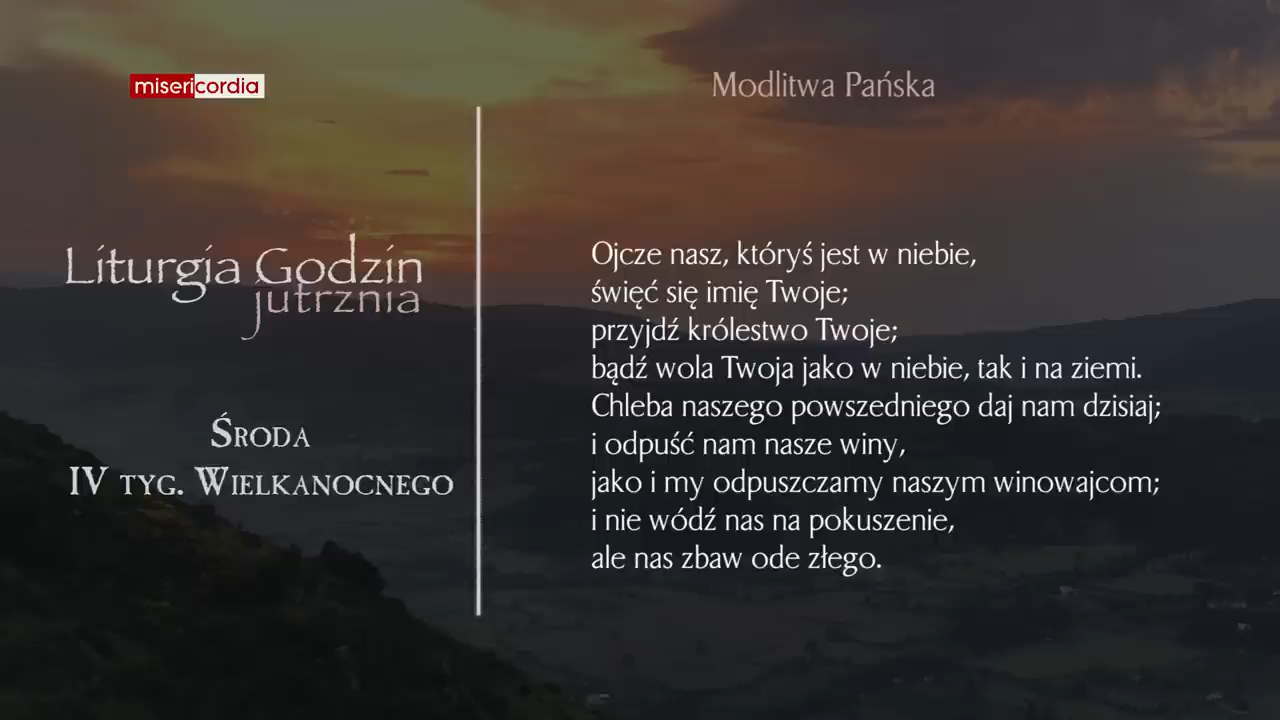 misericordia
Modlitwa Pańska
Liturgia Godzin
jutrznia
Środa
IV tyg. Wielkanocnego
Ojcze nasz, któryś jest w niebie,
święć się imię Twoje;
przyjdź królestwo Twoje;
bądź wola Twoja jako w niebie, tak i na ziemi.
Chleba naszego powszedniego daj nam dzisiaj;
i odpuść nam nasze winy,
jako i my odpuszczamy naszym winowajcom;
i nie wódź nas na pokuszenie,
ale nas zbaw ode złego.